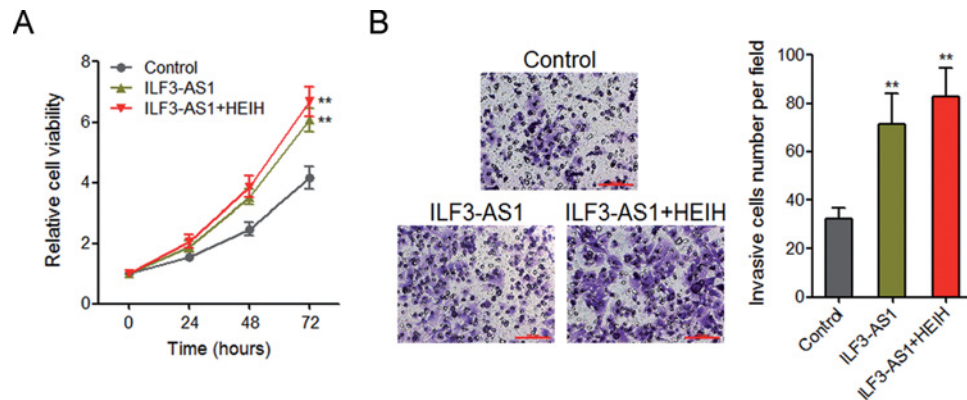 A
Control
ILF3-AS1
ILF3-AS1+HEIH
Relative cell viability
8
6
4
2
0
**
**
0 24 48 72
Time (hours)
B
Control
ILF3-AS1 ILF3-AS1+HEIH
Invasive cells number per field
100
80
60
40
20
0
**
**
Control
ILF3-AS1
ILF3-AS1+HEIH